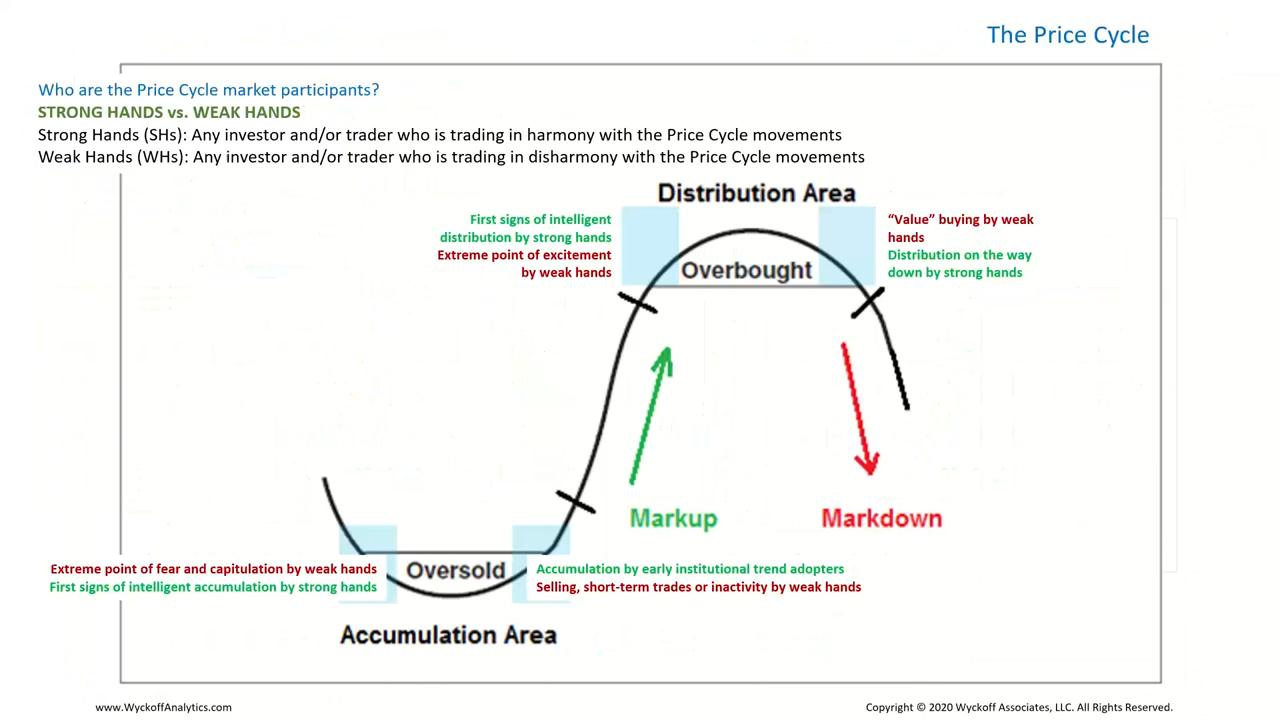 The Price Cycle
Who are the Price Cycle market participants?
STRONG HANDS vs. WEAK HANDS
Strong Hands (SHs): Any investor and/or trader who is trading in harmony with the Price Cycle movements
Weak Hands (WHs): Any investor and/or trader who is trading in disharmony with the Price Cycle movements
Distribution Area
First signs of intelligent
distribution by strong hands
Extreme point of excitement
by weak hands
Overbought
“Value” buying by weak
hands
Distribution on the way
down by strong hands
Markup
Markdown
Extreme point of fear and capitulation by weak hands
First signs of intelligent accumulation by strong hands
Oversold
Accumulation by early institutional trend adopters
Selling, short-term trades or inactivity by weak hands
Accumulation Area
www.WyckoffAnalytics.com
Copyright © 2020 Wyckoff Associates, LLC. All Rights Reserved.